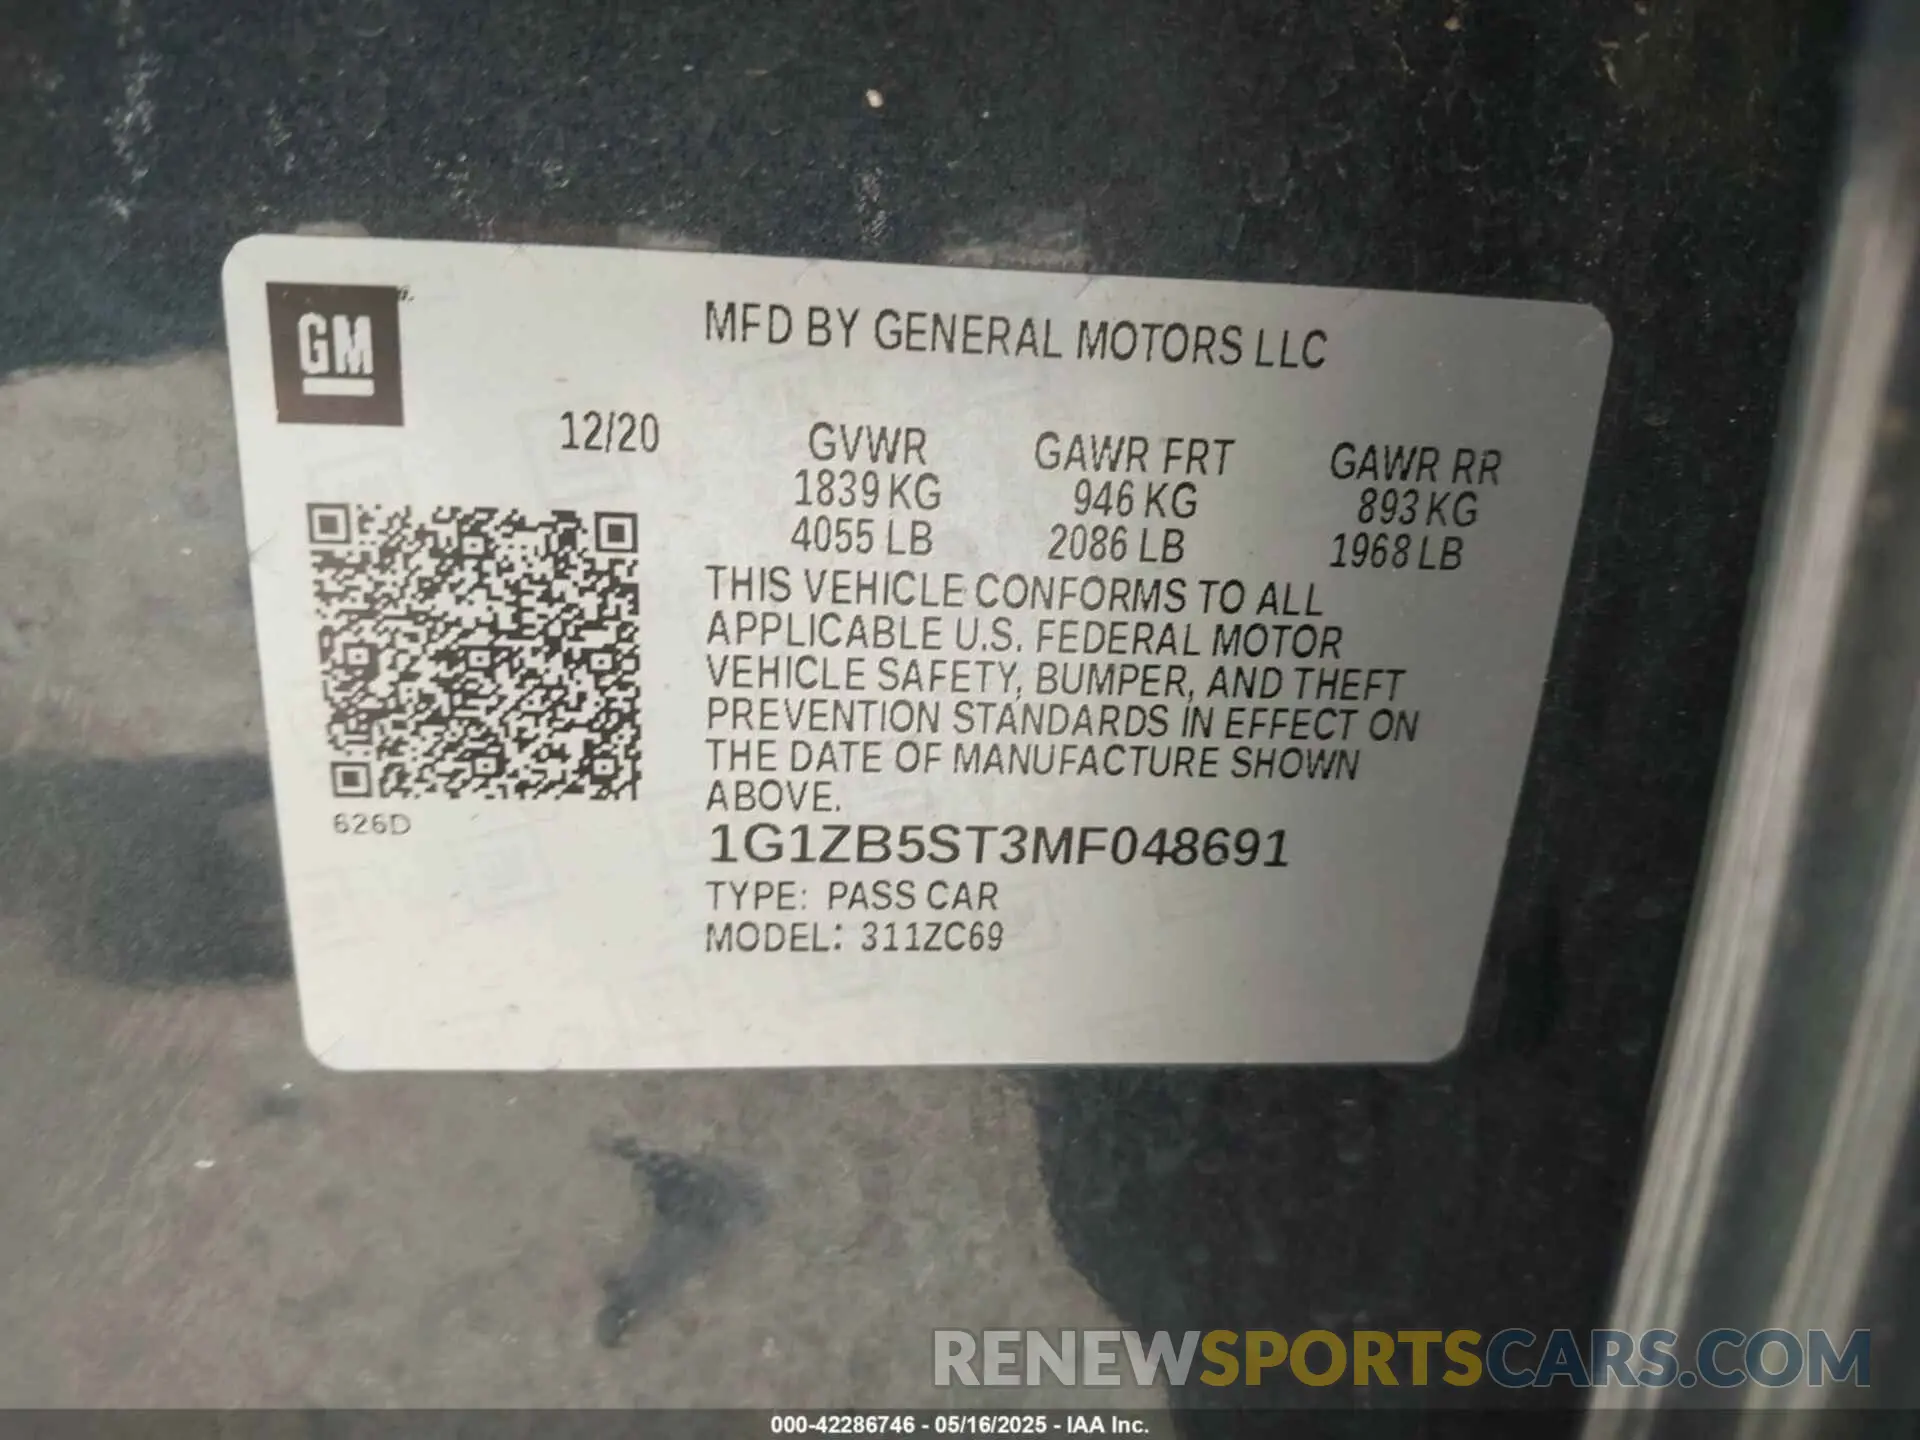 GM
MFD BY GENERAL MOTORS LLC
12/20 GVWR GAWR FRT GAWR RR
1839 KG 946 KG 893 KG
4055 LB 2086 LB 1968 LB
THIS VEHICLE CONFORMS TO ALL
APPLICABLE U.S. FEDERAL MOTOR
VEHICLE SAFETY, BUMPER, AND THEFT
PREVENTION STANDARDS IN EFFECT ON
THE DATE OF MANUFACTURE SHOWN
ABOVE.
626D
1G1ZB5ST3MF048691
TYPE: PASS CAR
MODEL: 311ZC69
RENEWSPORTSCARS.COM
000-42286746 - 05/16/2025 - IAA Inc.